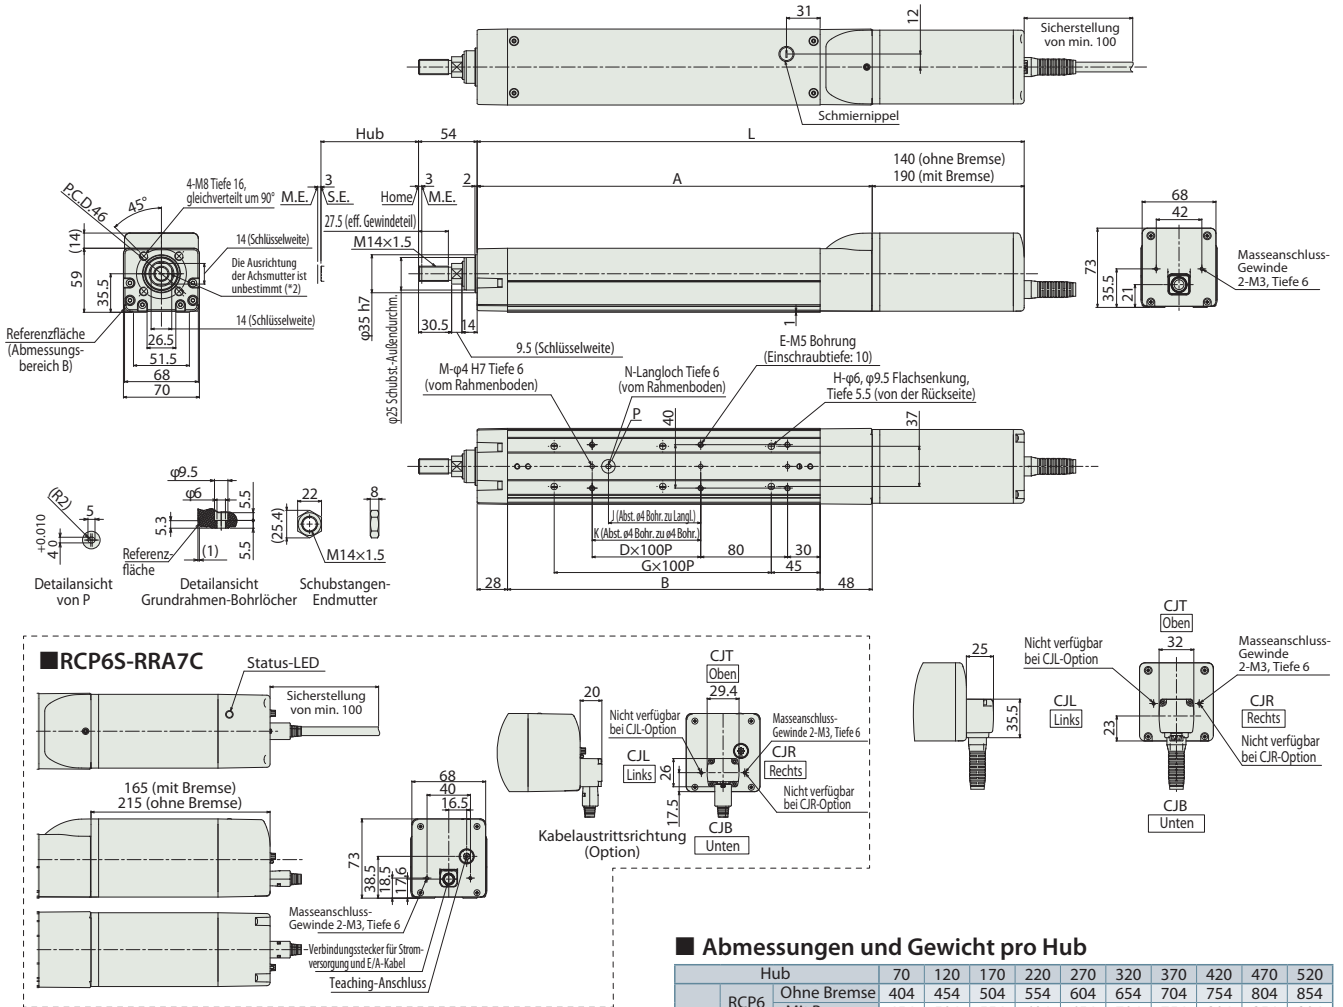 31
12
Sicherstellung
von min. 100
Schmiernippel
Hub
54
L
140 (ohne Bremse)
190 (mit Bremse)
3
3
2
A
M.E.
S.E.
Home
M.E.
27.5 (eff. Gewindeteil)
M14×1.5
P.C.D.46
45°
4-M8 Tiefe 16,
gleichverteilt um 90°
(14)
59
35.5
14 (Schlüsselweite)
Die Ausrichtung
der Achsmutter ist
unbestimmt (*2)
14 (Schlüsselweite)
Referenzfläche
(Abmessungs-
bereich B)
26.5
51.5
68
70
φ35 h7
φ25 Schubst.-Außendurchm.
30.5
14
9.5 (Schlüsselweite)
1
68
42
73
35.5
21
Masseanschluss-
Gewinde
2-M3, Tiefe 6
M-φ4 H7 Tiefe 6
(vom Rahmenboden)
N-Langloch Tiefe 6
(vom Rahmenboden)
P
E-M5 Bohrung
(Einschraubtiefe: 10)
H-φ6, φ9.5 Flachsenkung,
Tiefe 5.5 (von der Rückseite)
40
37
J (Abst. ø4 Bohr. zu Langl.)
K (Abst. ø4 Bohr. zu ø4 Bohr.)
D×100P
80
30
G×100P
45
28
B
48
(R2)
5
+0.010
4 0
Detailansicht
von P
φ9.5
φ6
5.3
5.5
5.5
Referenz-
fläche
(1)
Detailansicht
Grundrahmen-Bohrlöcher
22
(25.4)
8
M14×1.5
Schubstangen-
Endmutter
■RCP6S-RRA7C
Status-LED
Sicherstellung
von min. 100
165 (mit Bremse)
215 (ohne Bremse)
68
40
16.5
73
38.5
18.5
17.6
Masseanschluss-
Gewinde 2-M3, Tiefe 6
Verbindungsstecker für Strom-
versorgung und E/A-Kabel
Teaching-Anschluss
20
CJT
Oben
29.4
Nicht verfügbar
bei CJL-Option
CJL
Links
26
17.5
Masseanschluss-
Gewinde 2-M3, Tiefe 6
CJR
Rechts
Nicht verfügbar
bei CJR-Option
CJB
Unten
Kabelaustrittsrichtung
(Option)
25
35.5
CJT
Oben
32
Nicht verfügbar
bei CJL-Option
CJL
Links
23
Masseanschluss-
Gewinde
2-M3, Tiefe 6
CJR
Rechts
Nicht verfügbar
bei CJR-Option
CJB
Unten
■ Abmessungen und Gewicht pro Hub
Hub 70 120 170 220 270 320 370 420 470 520
RCP6 Ohne Bremse 404 454 504 554 604 654 704 754 804 854